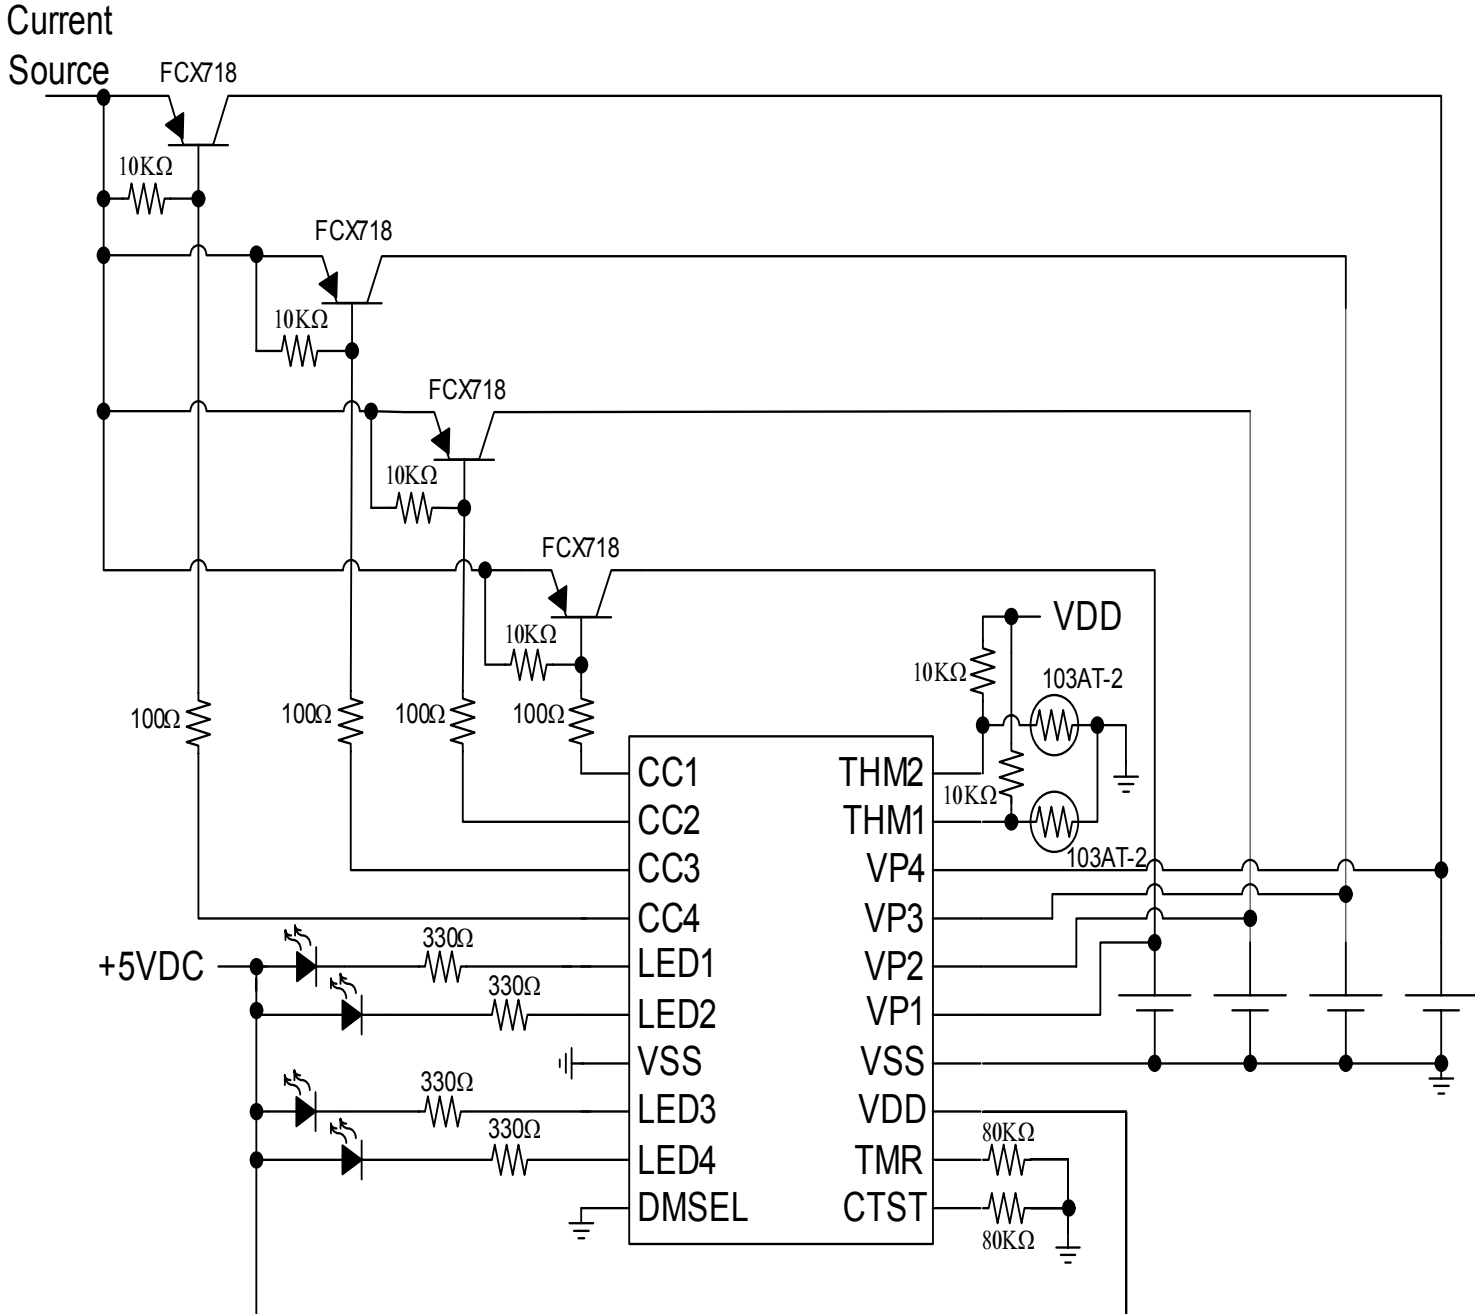 Current
Source
FCX718
10KΩ
FCX718
10KΩ
FCX718
10KΩ
FCX718
10KΩ
VDD
10KΩ
103AT-2
100Ω
100Ω
100Ω
100Ω
CC1
THM2
10KΩ
CC2
THM1
103AT-2
CC3
VP4
CC4
VP3
330Ω
+5VDC
LED1
VP2
330Ω
LED2
VP1
VSS
VSS
330Ω
LED3
VDD
330Ω
80KΩ
LED4
TMR
DMSEL
CTST
80KΩ